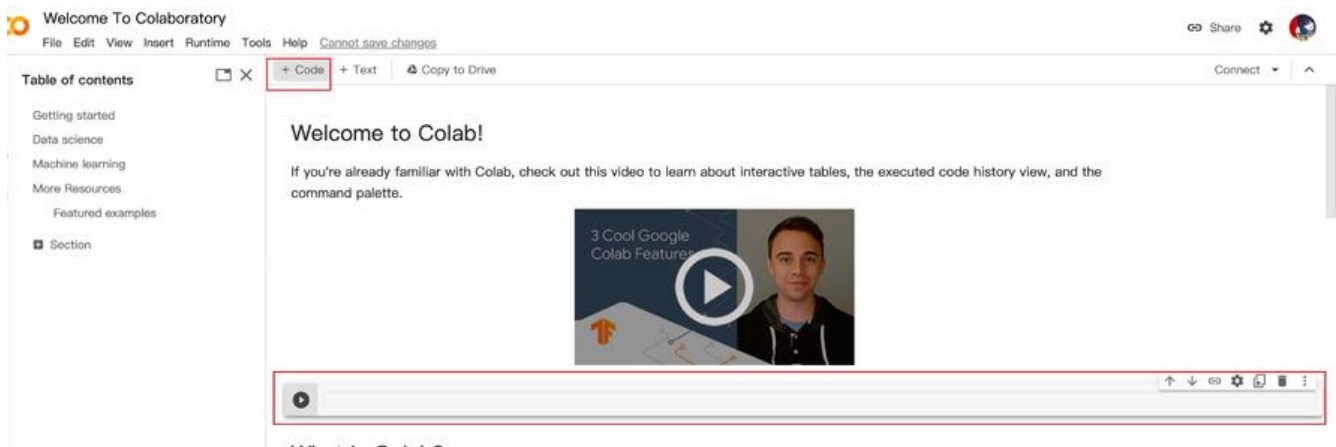 Welcome To Colaboratory
File Edit View Insert Runtime Tools Help Cannot save changes
Share
Table of contents
+ Code + Text Copy to Drive
Connect
Getting started
Data science
Machine learning
More Resources
Featured examples
Section
Welcome to Colab!
If you're already familiar with Colab, check out this video to learn about interactive tables, the executed code history view, and the
command palette.
3 Cool Google
Colab Features